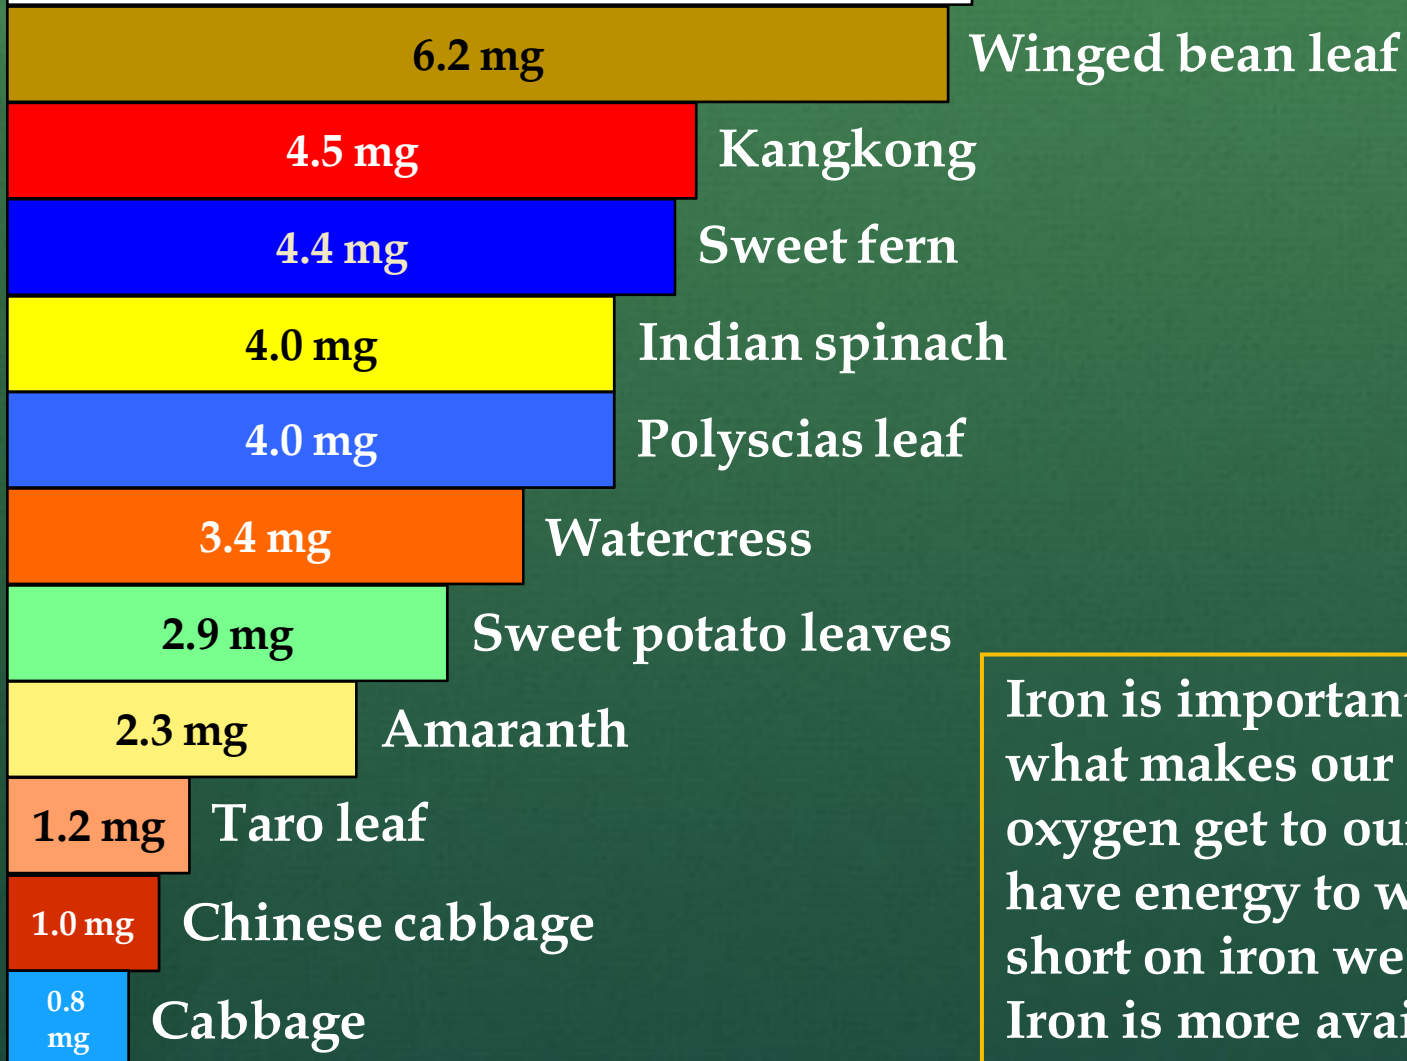 6.2 mg Winged bean leaf
4.5 mg Kangkong
4.4 mg Sweet fern
4.0 mg Indian spinach
4.0 mg Polyscias leaf
3.4 mg Watercress
2.9 mg Sweet potato leaves
2.3 mg Amaranth
1.2 mg Taro leaf
1.0 mg Chinese cabbage
0.8
mg
Cabbage
Iron is important
what makes our
oxygen get to our
have energy to
short on iron we
Iron is more